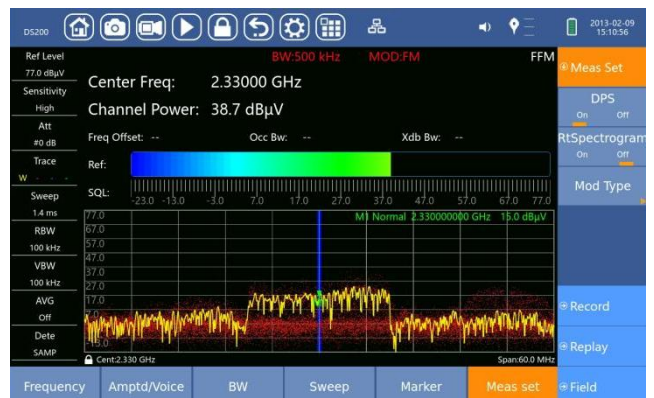 DS200
2013-02-09
15:10:56
Ref Level
77.0 dBμV
Sensitivity
High
Att
#0 dB
Trace
W - - -
Sweep
1.4 ms
RBW
100 kHz
VBW
100 kHz
AVG
Off
Dete
SAMP
BW:500 kHz MOD:FM FFM
Center Freq: 2.33000 GHz
Channel Power: 38.7 dBμV
Freq Offset: -- Occ Bw: -- Xdb Bw: --
Ref:
SQL:
-23.0 -13.0 -3.0 7.0 17.0 27.0 37.0 47.0 57.0 67.0 77.0
M1 Normal 2.330000000 GHz 15.0 dBμV
77.0
67.0
57.0
47.0
37.0
27.0
17.0
7.0
-13.0
Cent:2.330 GHz Span:60.0 MHz
Meas Set
DPS
On Off
RtSpectrogram
On Off
Mod Type
Record
Replay
Field
Frequency Amptd/Voice BW Sweep Marker Meas set